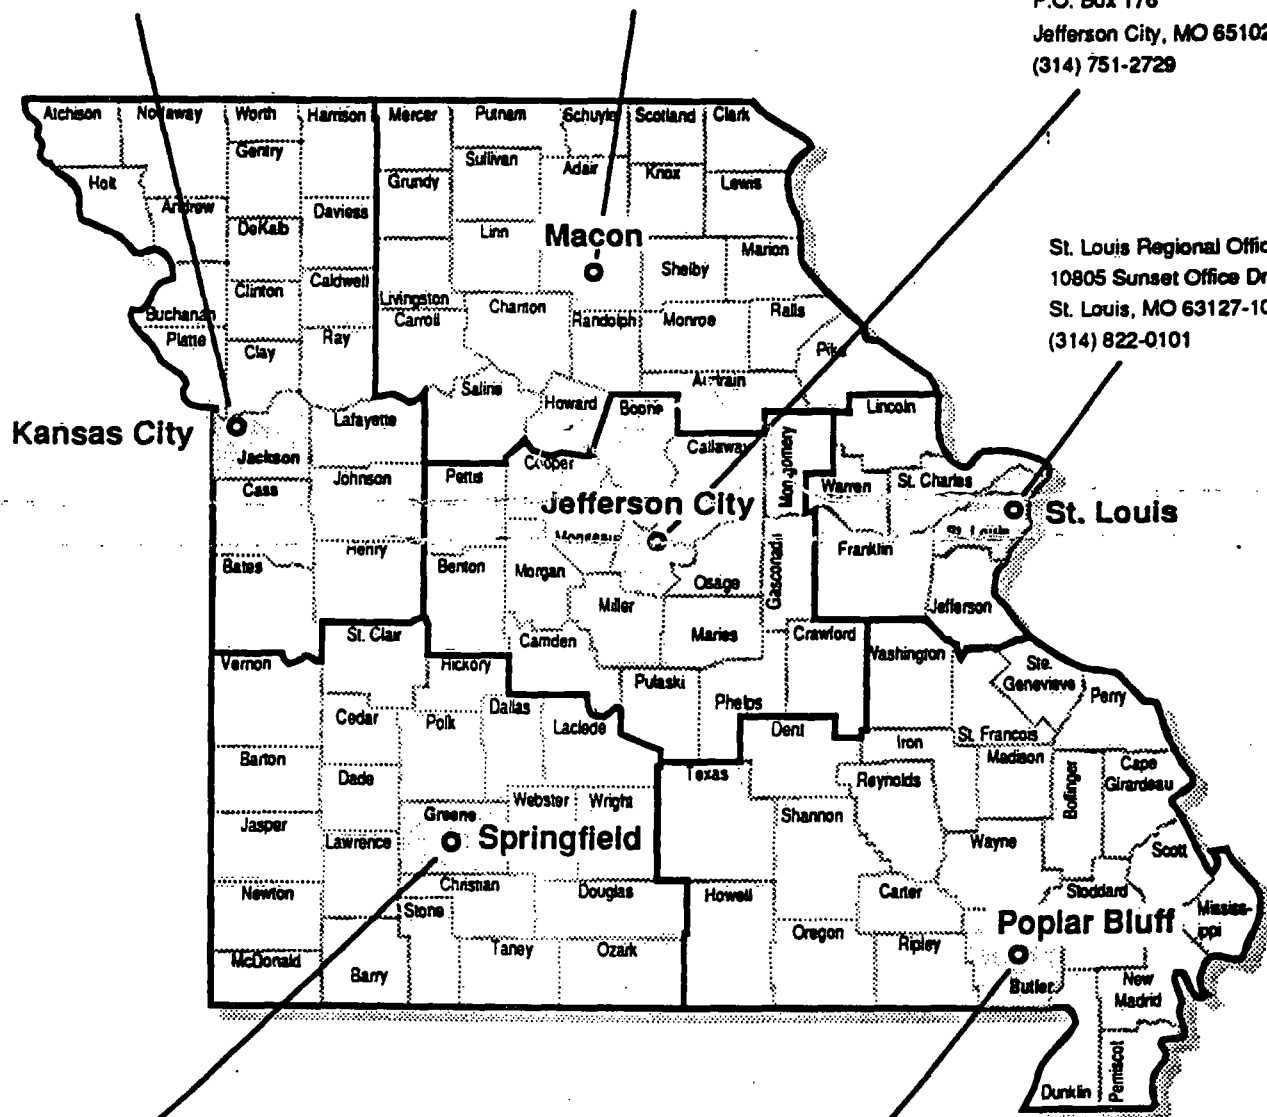 P.O. Box 176
Jefferson City, MO 65102
(314) 751-2729
Atchison
Nodaway
Worth
Harrison
Mercer
Putnam
Schuyler
Scotland
Clark
Gentry
Sullivan
Adair
Knox
Lewis
Holt
Grundy
Andrew
Daviess
DeKalb
Linn
Macon
Marion
Shelby
St. Louis Regional Offic
10805 Sunset Office Dr
St. Louis, MO 63127-10
(314) 822-0101
Clinton
Caldwell
Livingston
Chariton
Buchanan
Carroll
Randolph
Monroe
Ralls
Platte
Clay
Ray
Pike
Saline
Audrain
Howard
Boone
Lincoln
Lafayette
Kansas City
Jackson
Callaway
Montgomery
Cooper
Pettis
Johnson
Cass
Warren
St. Charles
Jefferson City
St. Louis
St. Louis
Moniteau
Henry
Bates
Benton
Morgan
Osage
Gasconade
Franklin
Miller
Jefferson
St. Clair
Camden
Maries
Crawford
Washington
Vernon
Hickory
Pulaski
Ste.
Genevieve
Perry
Cedar
Polk
Dallas
Laclede
Phelps
Dent
St. Francois
Iron
Madison
Barton
Dade
Texas
Reynolds
Bollinger
Cape
Girardeau
Webster
Wright
Greene
Shannon
Jasper
Lawrence
Springfield
Wayne
Scott
Newton
Christian
Douglas
Howell
Carter
Stoddard
Stone
Mississ-
ippi
Poplar Bluff
Oregon
Ripley
McDonald
Barry
Taney
Ozark
Butler
New
Madrid
Pemiscot
Dunklin